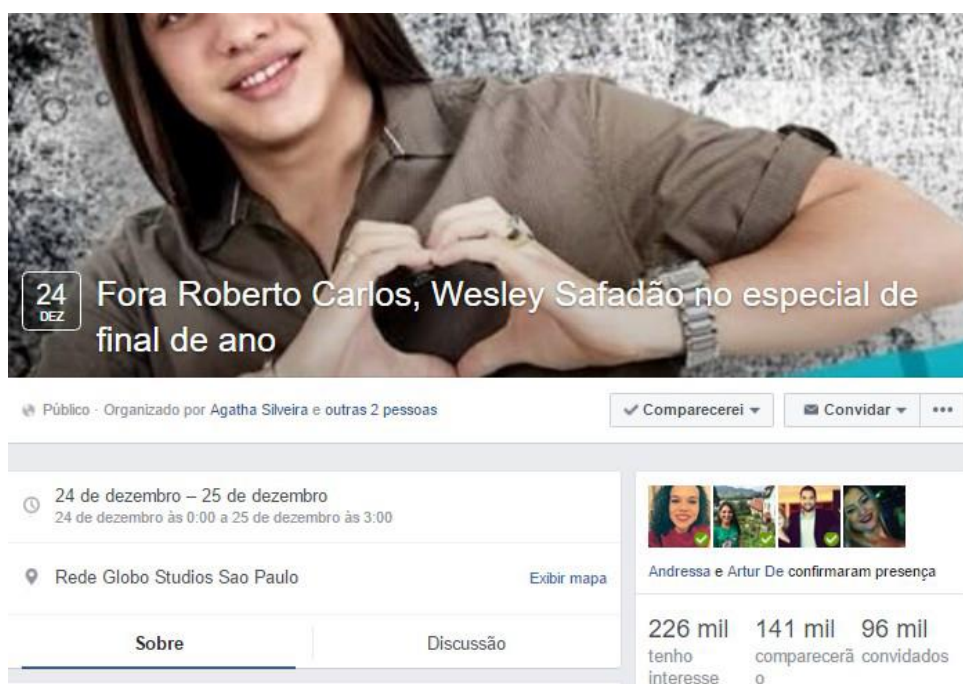 24
DEZ
Fora Roberto Carlos, Wesley Safadão no especial de
final de ano
Público · Organizado por Agatha Silveira e outras 2 pessoas
Comparecerei
Convidar
24 de dezembro – 25 de dezembro
24 de dezembro às 0:00 a 25 de dezembro às 3:00
Rede Globo Studios Sao Paulo
Exibir mapa
Sobre
Discussão
Andressa e Artur De confirmaram presença
226 mil 141 mil 96 mil
tenho comparecerã convidados
interesse o